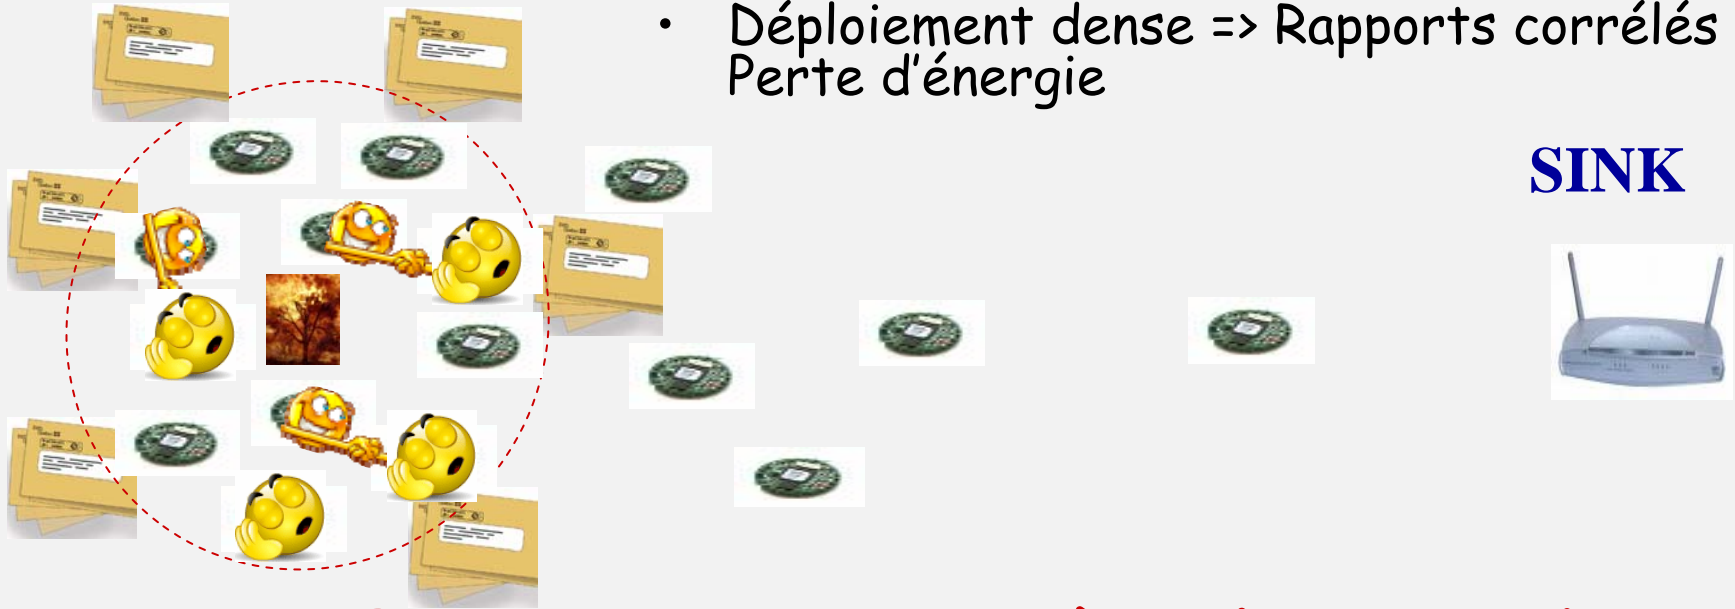 • Déploiement dense => Rapports corrélés
Perte d'énergie
SINK